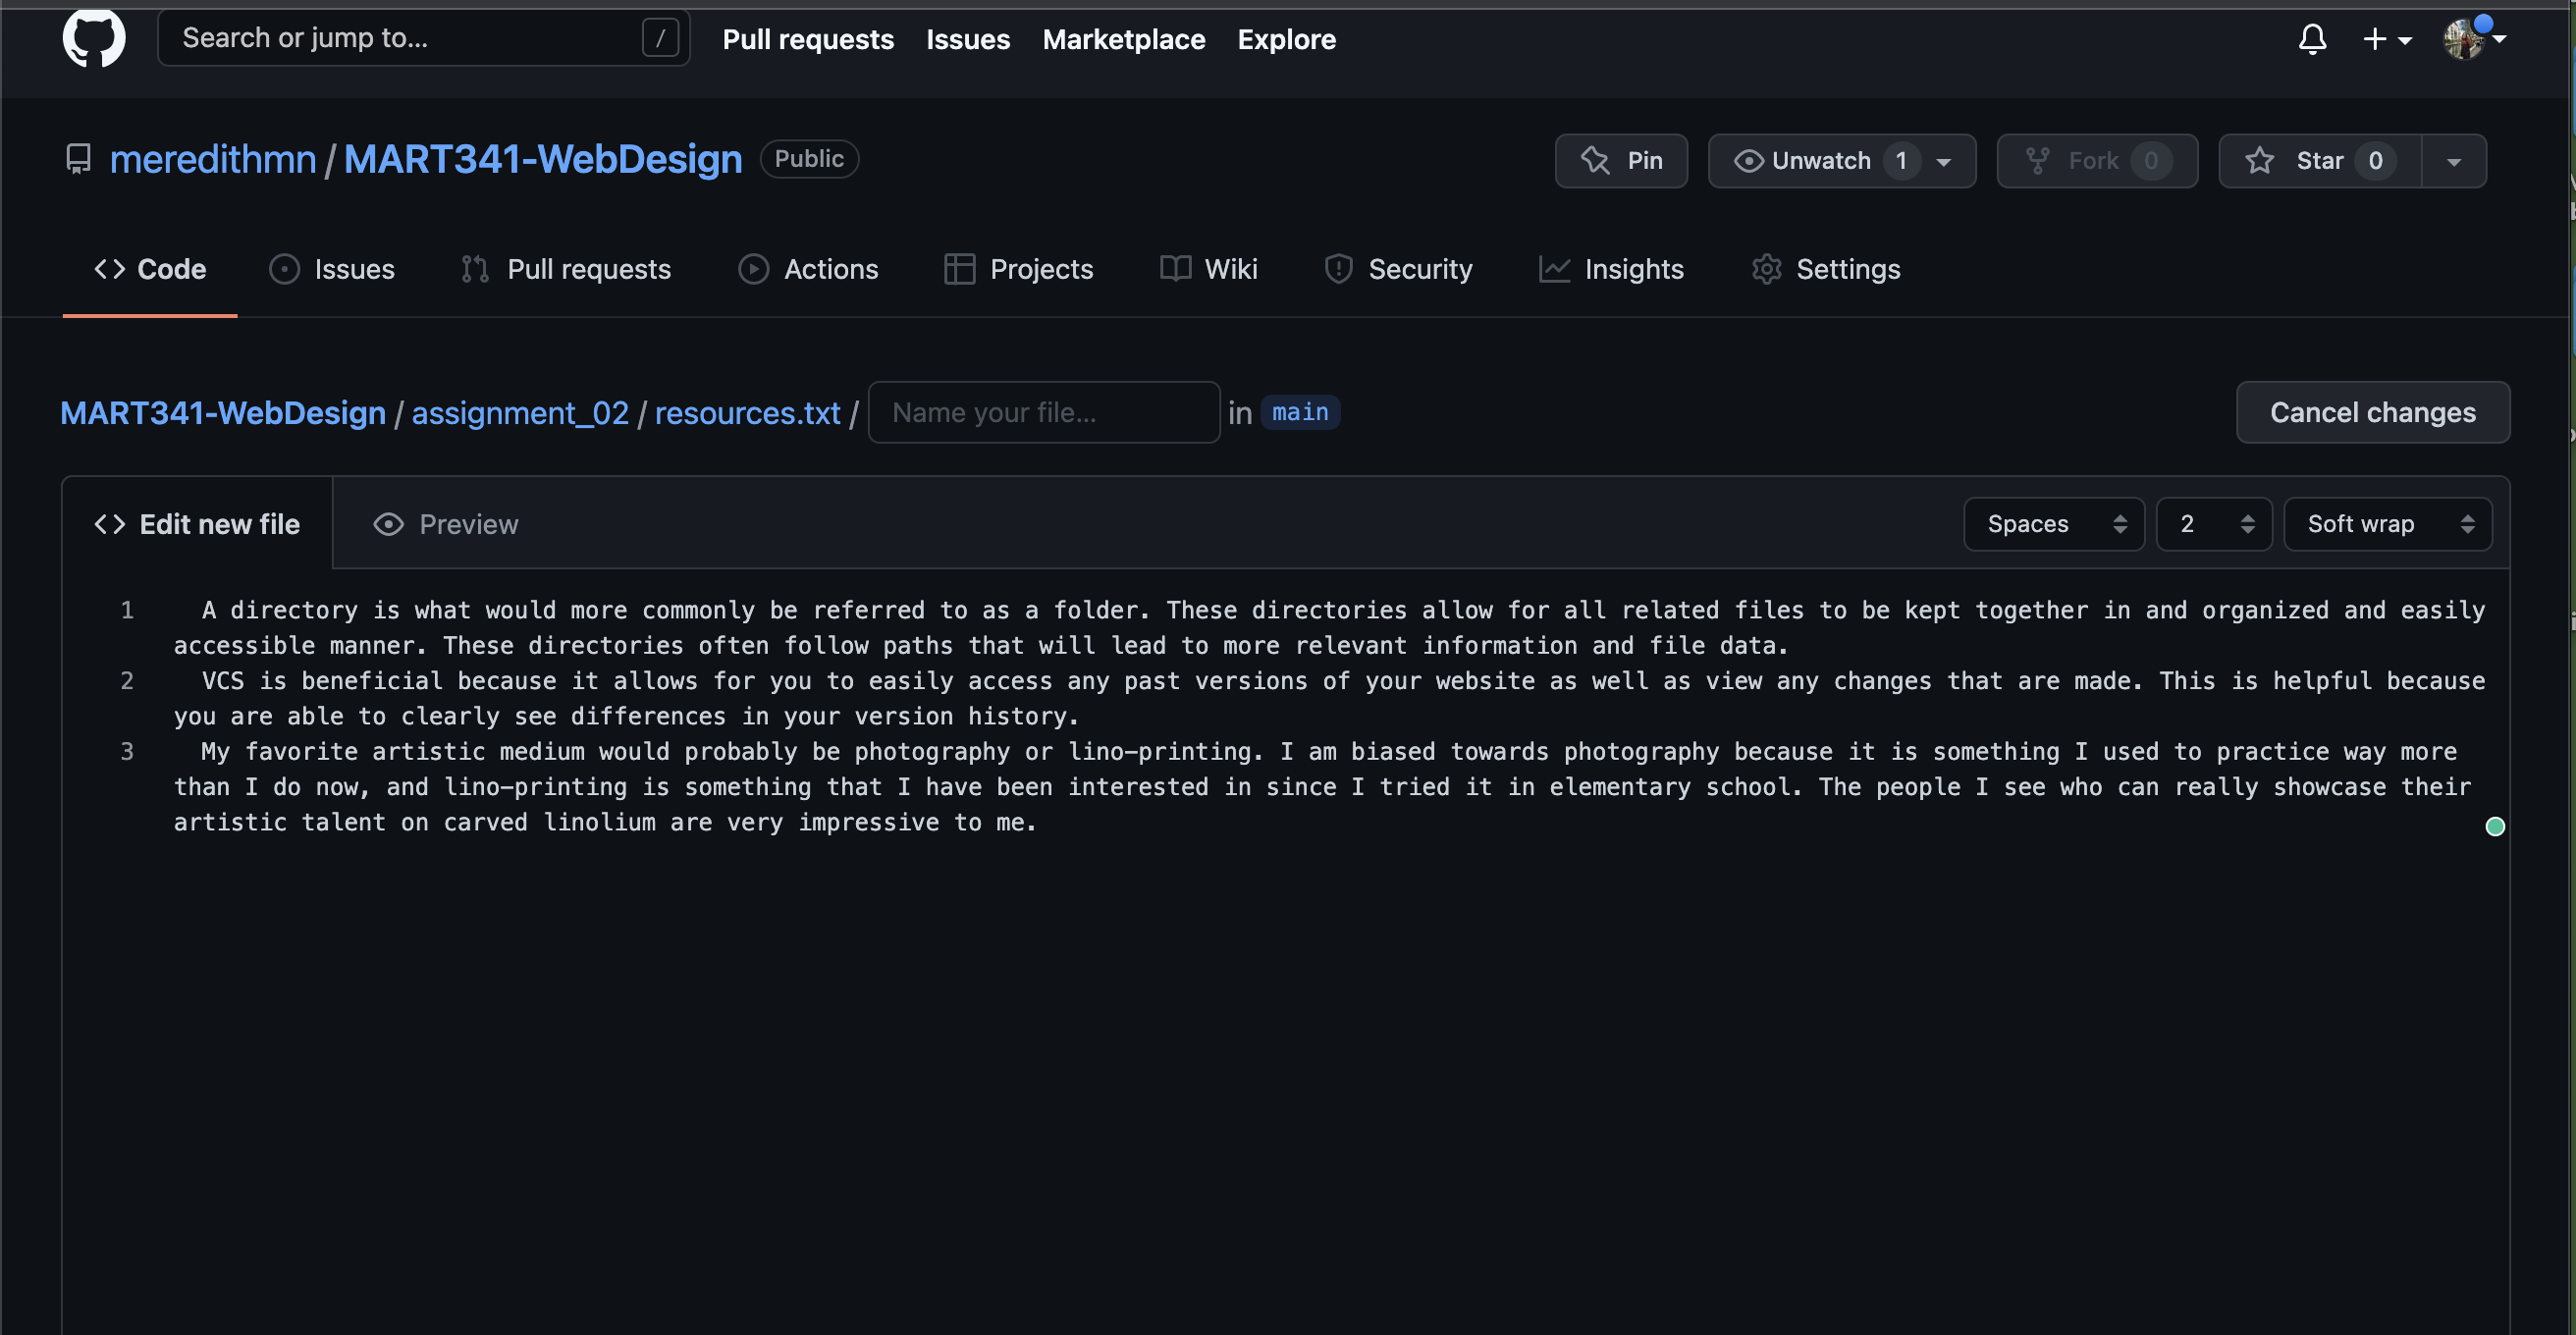 Search or jump to... /
Pull requests Issues Marketplace Explore
meredithmn / MART341-WebDesign Public
Pin Unwatch 1 Fork 0 Star 0
Code Issues Pull requests Actions Projects Wiki Security Insights Settings
MART341-WebDesign / assignment_02 / resources.txt / Name your file... in main Cancel changes
Edit new file Preview Spaces 2 Soft wrap
1 A directory is what would more commonly be referred to as a folder. These directories allow for all related files to be kept together in and organized and easily
accessible manner. These directories often follow paths that will lead to more relevant information and file data.
2 VCS is beneficial because it allows for you to easily access any past versions of your website as well as view any changes that are made. This is helpful because
you are able to clearly see differences in your version history.
3 My favorite artistic medium would probably be photography or lino-printing. I am biased towards photography because it is something I used to practice way more
than I do now, and lino-printing is something that I have been interested in since I tried it in elementary school. The people I see who can really showcase their
artistic talent on carved linolium are very impressive to me.